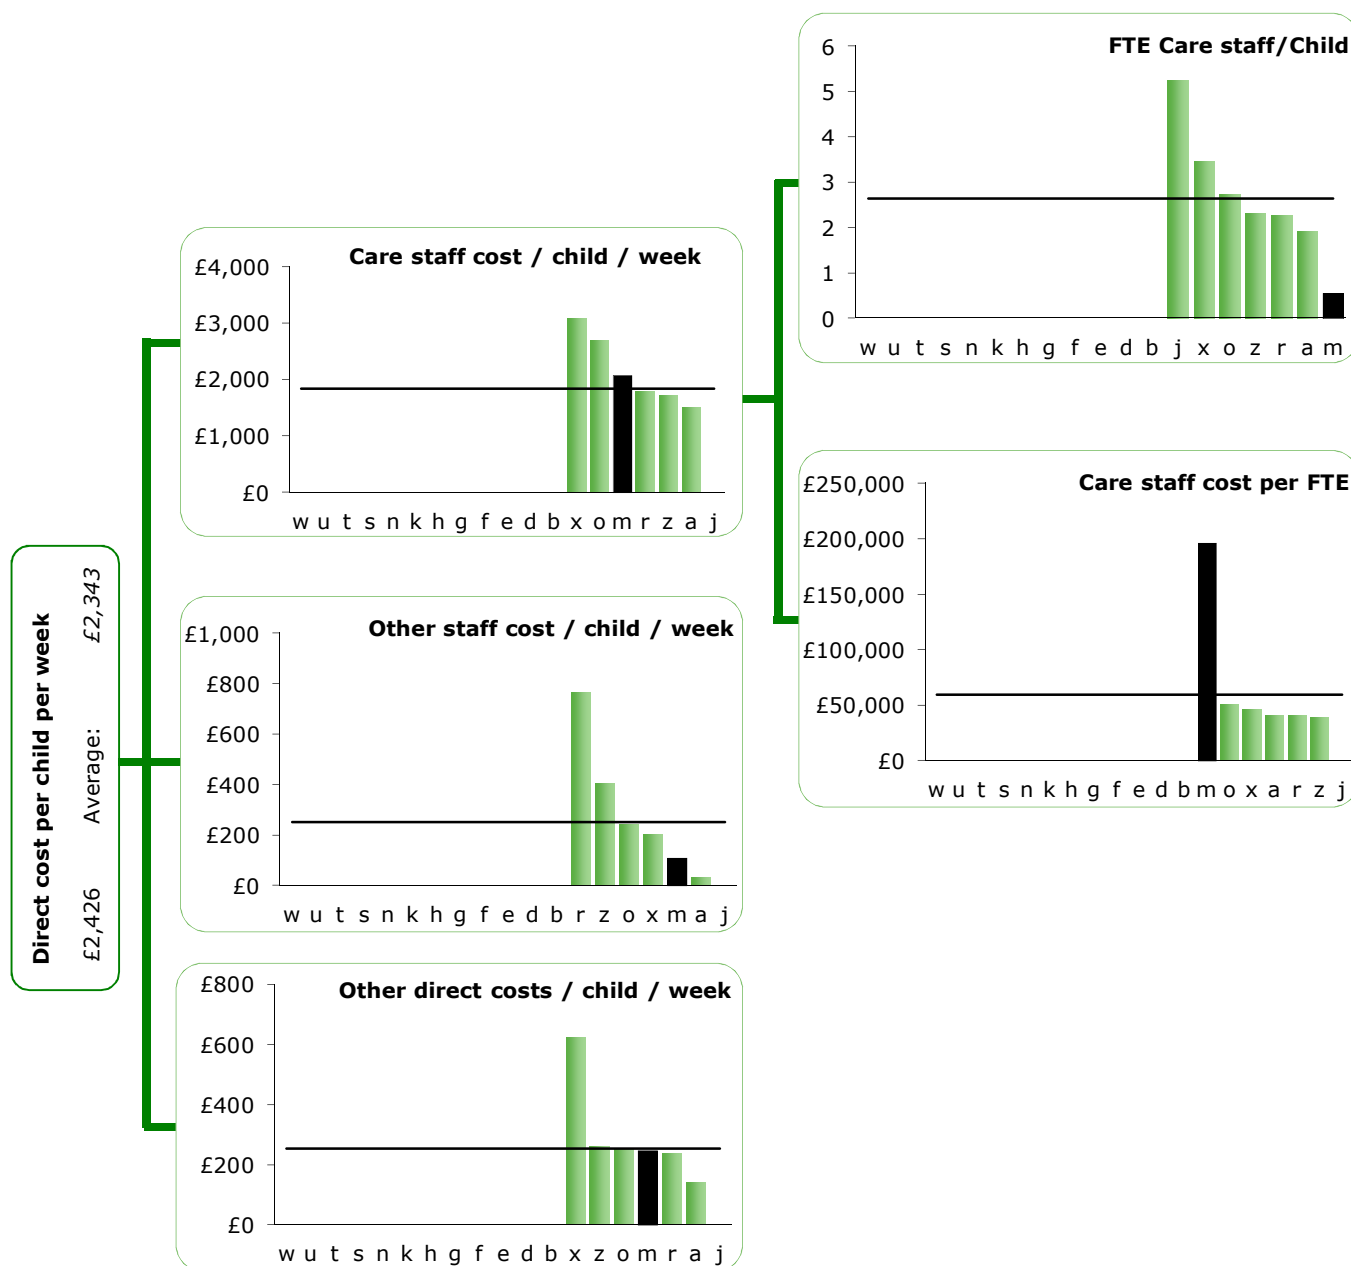 Direct cost per child per week
£2,426 Average: £2,343
Care staff cost / child / week
£4,000
£3,000
£2,000
£1,000
£0
w u t s n k h g f e d b x o m r z a j
Other staff cost / child / week
£1,000
£800
£600
£400
£200
£0
w u t s n k h g f e d b r z o x m a j
Other direct costs / child / week
£800
£600
£400
£200
£0
w u t s n k h g f e d b x z o m r a j
FTE Care staff/Child
6
5
4
3
2
1
0
w u t s n k h g f e d b j x o z r a m
Care staff cost per FTE
£250,000
£200,000
£150,000
£100,000
£50,000
£0
w u t s n k h g f e d b m o x a r z j